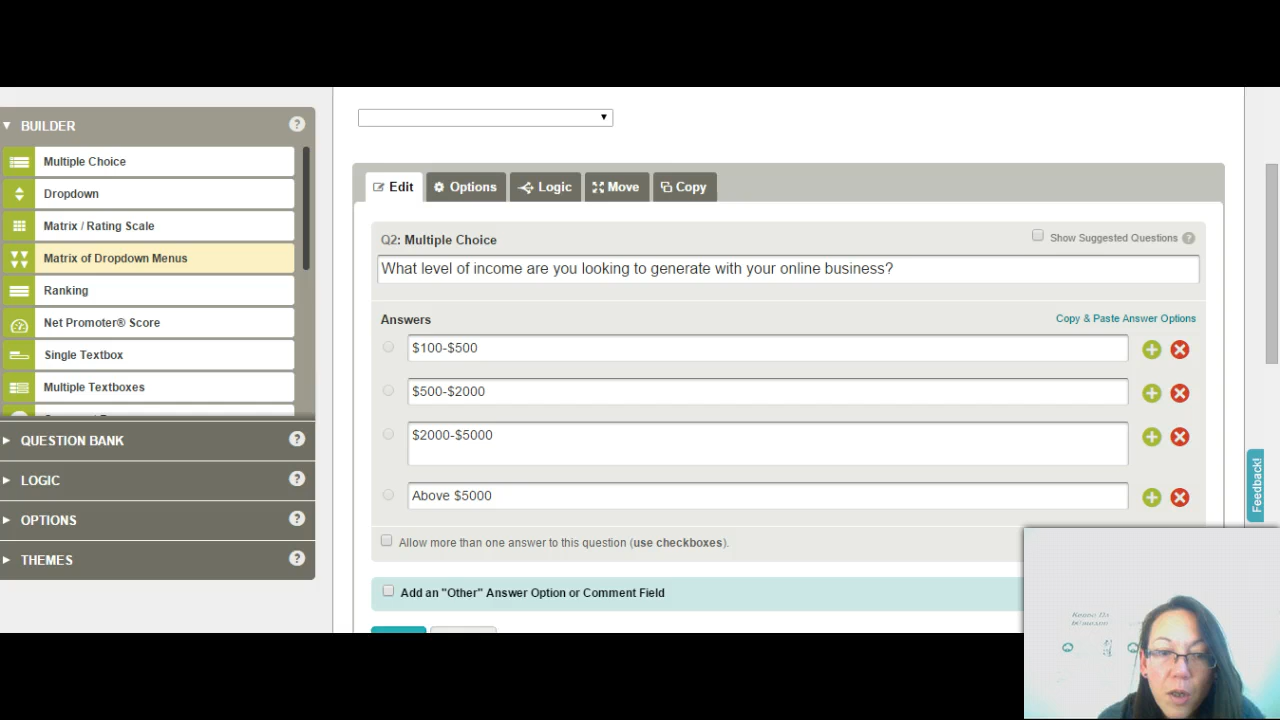 BUILDER ?
Multiple Choice
Dropdown
Matrix / Rating Scale
Matrix of Dropdown Menus
Ranking
Net Promoter® Score
Single Textbox
Multiple Textboxes
QUESTION BANK ?
LOGIC ?
OPTIONS ?
THEMES ?
Edit Options Logic Move Copy
Q2: Multiple Choice Show Suggested Questions ?
What level of income are you looking to generate with your online business?
Answers Copy & Paste Answer Options
$100-$500
$500-$2000
$2000-$5000
Above $5000
Allow more than one answer to this question (use checkboxes).
Add an "Other" Answer Option or Comment Field
Feedback!